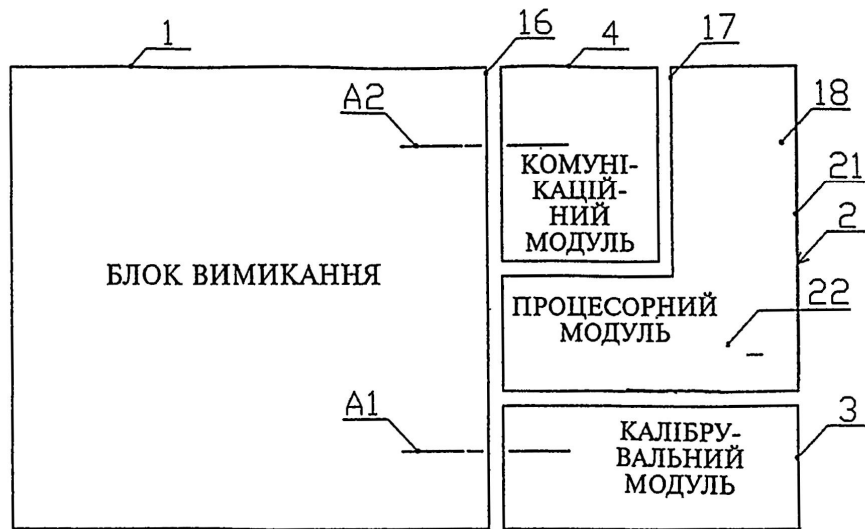 1
16
4
17
A2
18
КОМУНІ-
КАЦІЙ-
НИЙ
МОДУЛЬ
21
2
БЛОК ВИМИКАННЯ
ПРОЦЕСОРНИЙ
МОДУЛЬ
22
A1
КАЛІБРУ-
ВАЛЬНИЙ
МОДУЛЬ
3